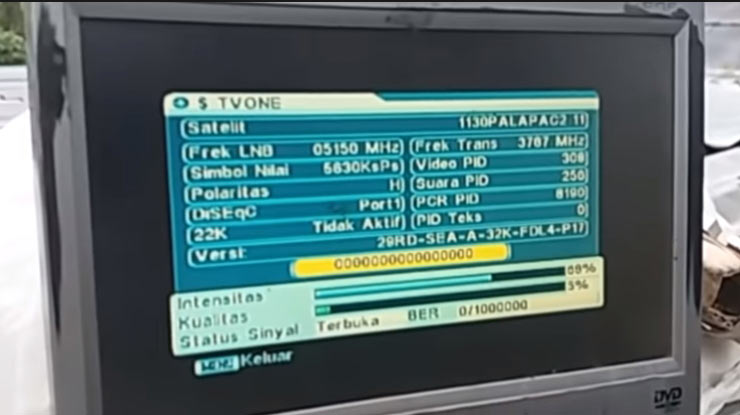 $ TVONE
Satelit 1130PALAPAC2 11
Frek LNB 05150 MHz Frek Trans 3787 MHz
Simbol Nilai 5630KsPs Video PID 308
Polaritas H Suara PID 250
DiSEqC Port1 PCR PID 8190
22K Tidak Aktif PID Teks 0
Versi: 29RD-SEA-A-32K-FDL4-P17
0000000000000000
Intensitas 69%
Kualitas 5%
Status Sinyal Terbuka BER 0/1000000
MENU Keluar
DVD